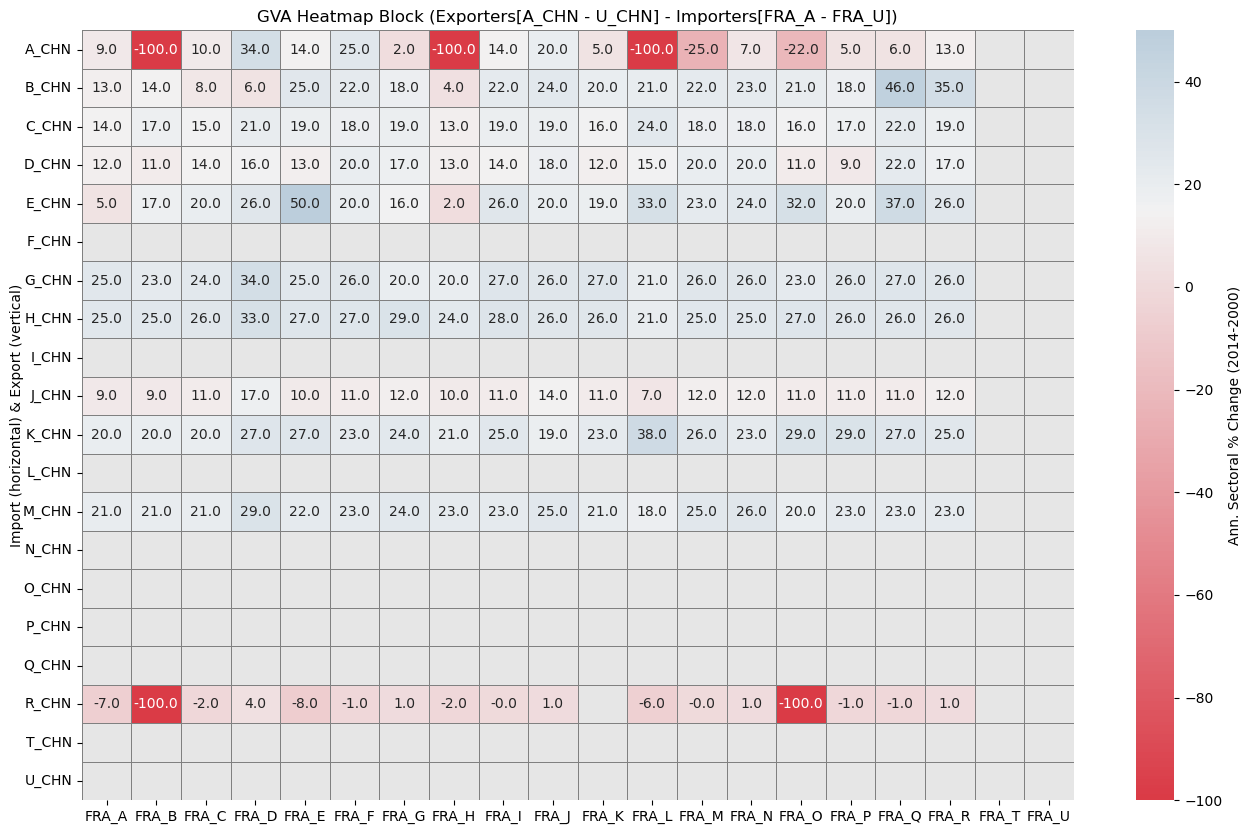 GVA Heatmap Block (Exporters[A_CHN - U_CHN] - Importers[FRA_A - FRA_U])
Import (horizontal) & Export (vertical)
A_CHN 9.0 -100.0 10.0 34.0 14.0 25.0 2.0 -100.0 14.0 20.0 5.0 -100.0 -25.0 7.0 -22.0 5.0 6.0 13.0
B_CHN 13.0 14.0 8.0 6.0 25.0 22.0 18.0 4.0 22.0 24.0 20.0 21.0 22.0 23.0 21.0 18.0 46.0 35.0
C_CHN 14.0 17.0 15.0 21.0 19.0 18.0 19.0 13.0 19.0 19.0 16.0 24.0 18.0 18.0 16.0 17.0 22.0 19.0
D_CHN 12.0 11.0 14.0 16.0 13.0 20.0 17.0 13.0 14.0 18.0 12.0 15.0 20.0 20.0 11.0 9.0 22.0 17.0
E_CHN 5.0 17.0 20.0 26.0 50.0 20.0 16.0 2.0 26.0 20.0 19.0 33.0 23.0 24.0 32.0 20.0 37.0 26.0
F_CHN
G_CHN 25.0 23.0 24.0 34.0 25.0 26.0 20.0 20.0 27.0 26.0 27.0 21.0 26.0 26.0 23.0 26.0 27.0 26.0
H_CHN 25.0 25.0 26.0 33.0 27.0 27.0 29.0 24.0 28.0 26.0 26.0 21.0 25.0 25.0 27.0 26.0 26.0 26.0
I_CHN
J_CHN 9.0 9.0 11.0 17.0 10.0 11.0 12.0 10.0 11.0 14.0 11.0 7.0 12.0 12.0 11.0 11.0 11.0 12.0
K_CHN 20.0 20.0 20.0 27.0 27.0 23.0 24.0 21.0 25.0 19.0 23.0 38.0 26.0 23.0 29.0 29.0 27.0 25.0
L_CHN
M_CHN 21.0 21.0 21.0 29.0 22.0 23.0 24.0 23.0 23.0 25.0 21.0 18.0 25.0 26.0 20.0 23.0 23.0 23.0
N_CHN
O_CHN
P_CHN
Q_CHN
R_CHN -7.0 -100.0 -2.0 4.0 -8.0 -1.0 1.0 -2.0 -0.0 1.0 -6.0 -0.0 1.0 -100.0 -1.0 -1.0 1.0
T_CHN
U_CHN
FRA_A FRA_B FRA_C FRA_D FRA_E FRA_F FRA_G FRA_H FRA_I FRA_J FRA_K FRA_L FRA_M FRA_N FRA_O FRA_P FRA_Q FRA_R FRA_T FRA_U
40
20
0
−20
−40
−60
−80
−100
Ann. Sectoral % Change (2014-2000)